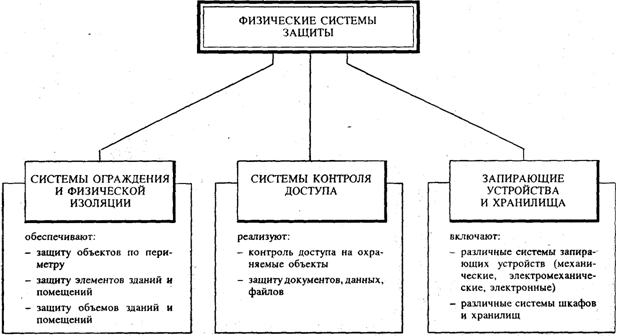 ФИЗИЧЕСКИЕ СИСТЕМЫ
ЗАЩИТЫ
СИСТЕМЫ ОГРАЖДЕНИЯ
И ФИЗИЧЕСКОЙ
ИЗОЛЯЦИИ
обеспечивают:
– защиту объектов по пери-
метру
– защиту элементов зданий и
помещений
– защиту объемов зданий и
помещений
СИСТЕМЫ КОНТРОЛЯ
ДОСТУПА
реализуют:
– контроль доступа на охра-
няемые объекты
– защиту документов, данных,
файлов
ЗАПИРАЮЩИЕ
УСТРОЙСТВА
И ХРАНИЛИЩА
включают:
– различные системы запира-
ющих устройств (механи-
ческие, электромеханиче-
ские, электронные)
– различные системы шкафов
и хранилищ